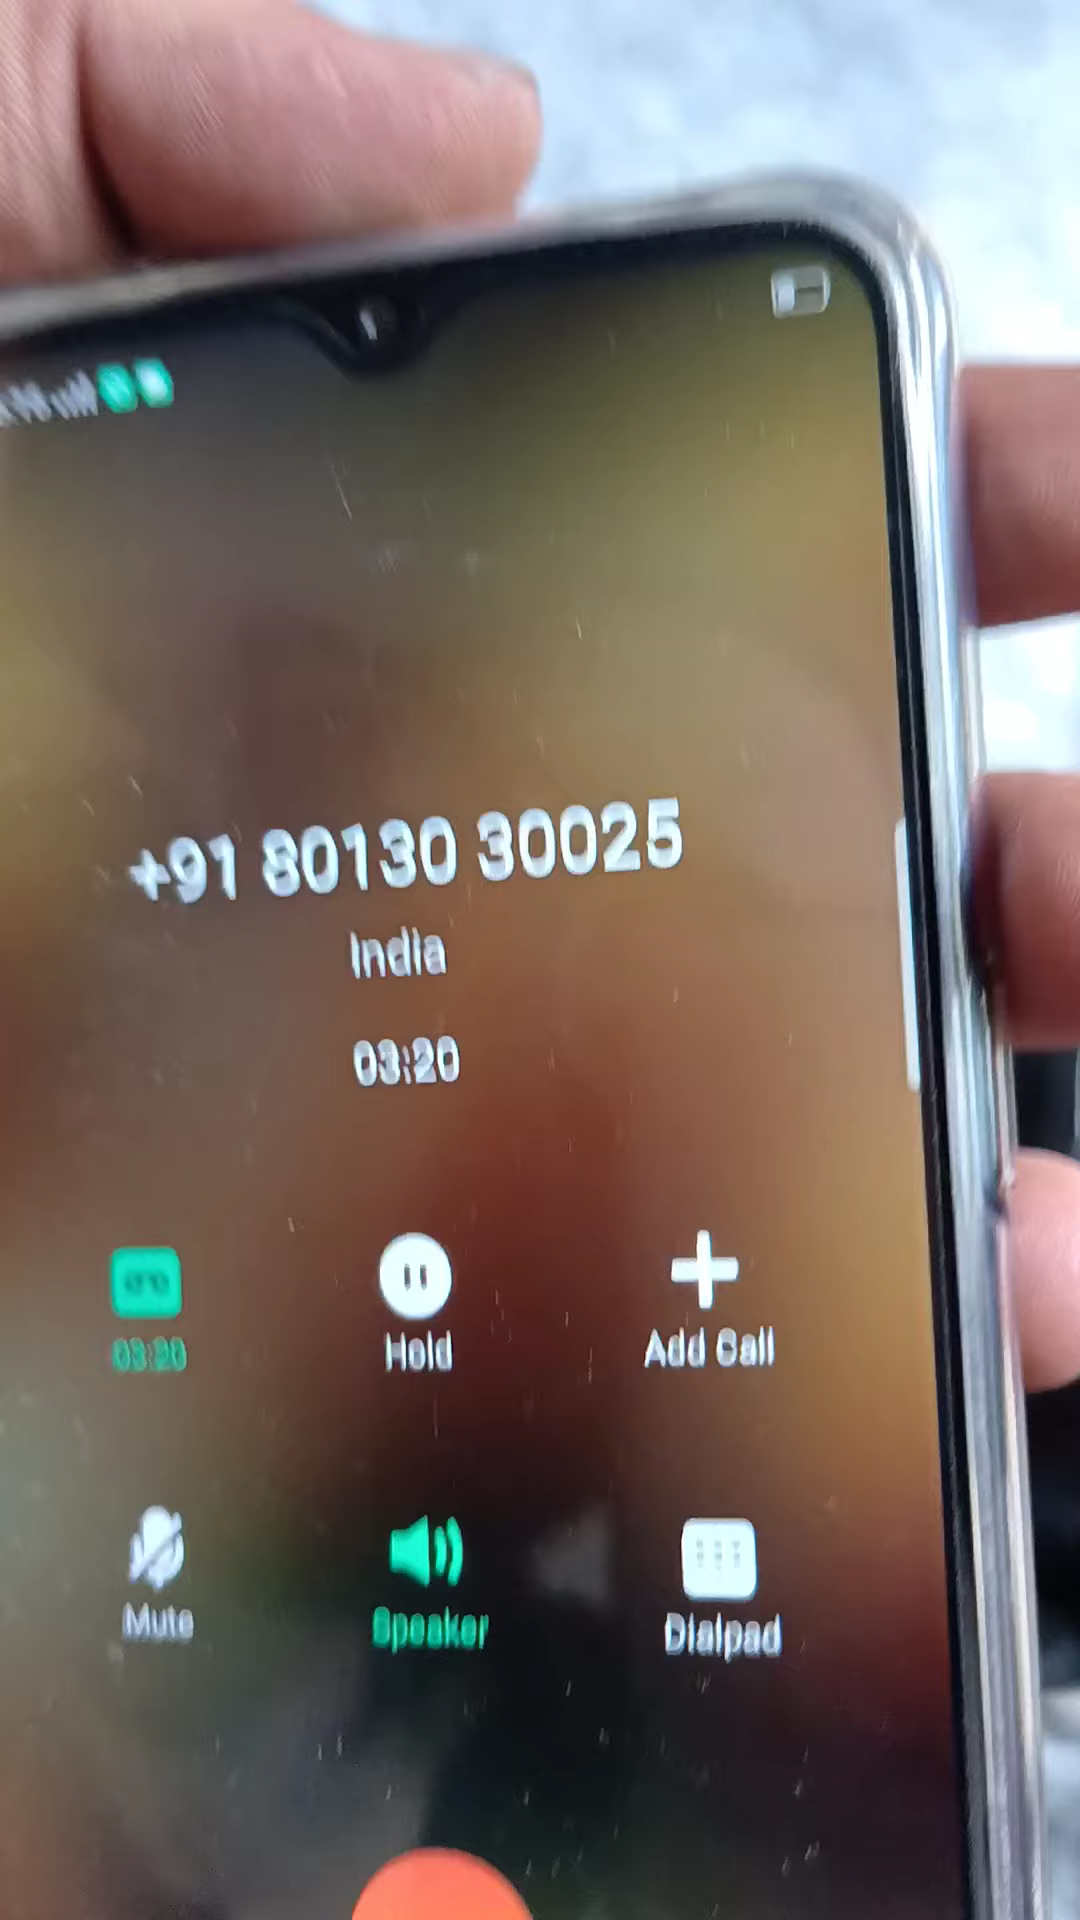 +91 80130 30025
India
03:20
03:20
Hold
Add Call
Mute
Speaker
Dialpad